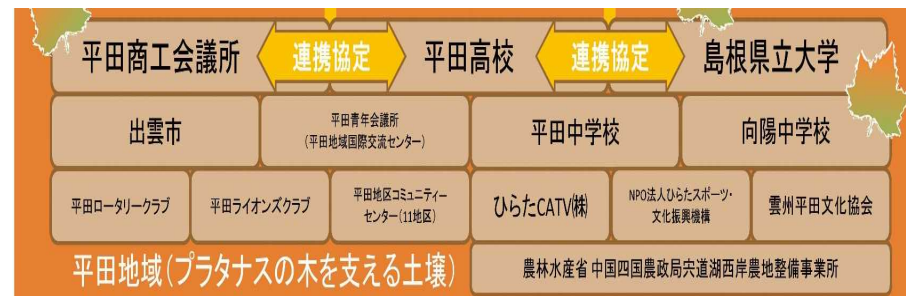 平田商工会議所 連携協定 平田高校 連携協定 島根県立大学
出雲市
平田青年会議所
(平田地域国際交流センター)
平田中学校
向陽中学校
平田ロータリークラブ
平田ライオンズクラブ
平田地区コミュニティー
センター(11地区)
ひらたCATV㈱
NPO法人ひらたスポーツ・
文化振興機構
雲州平田文化協会
平田地域(プラタナスの木を支える土壌)
農林水産省 中国四国農政局宍道湖西岸農地整備事業所